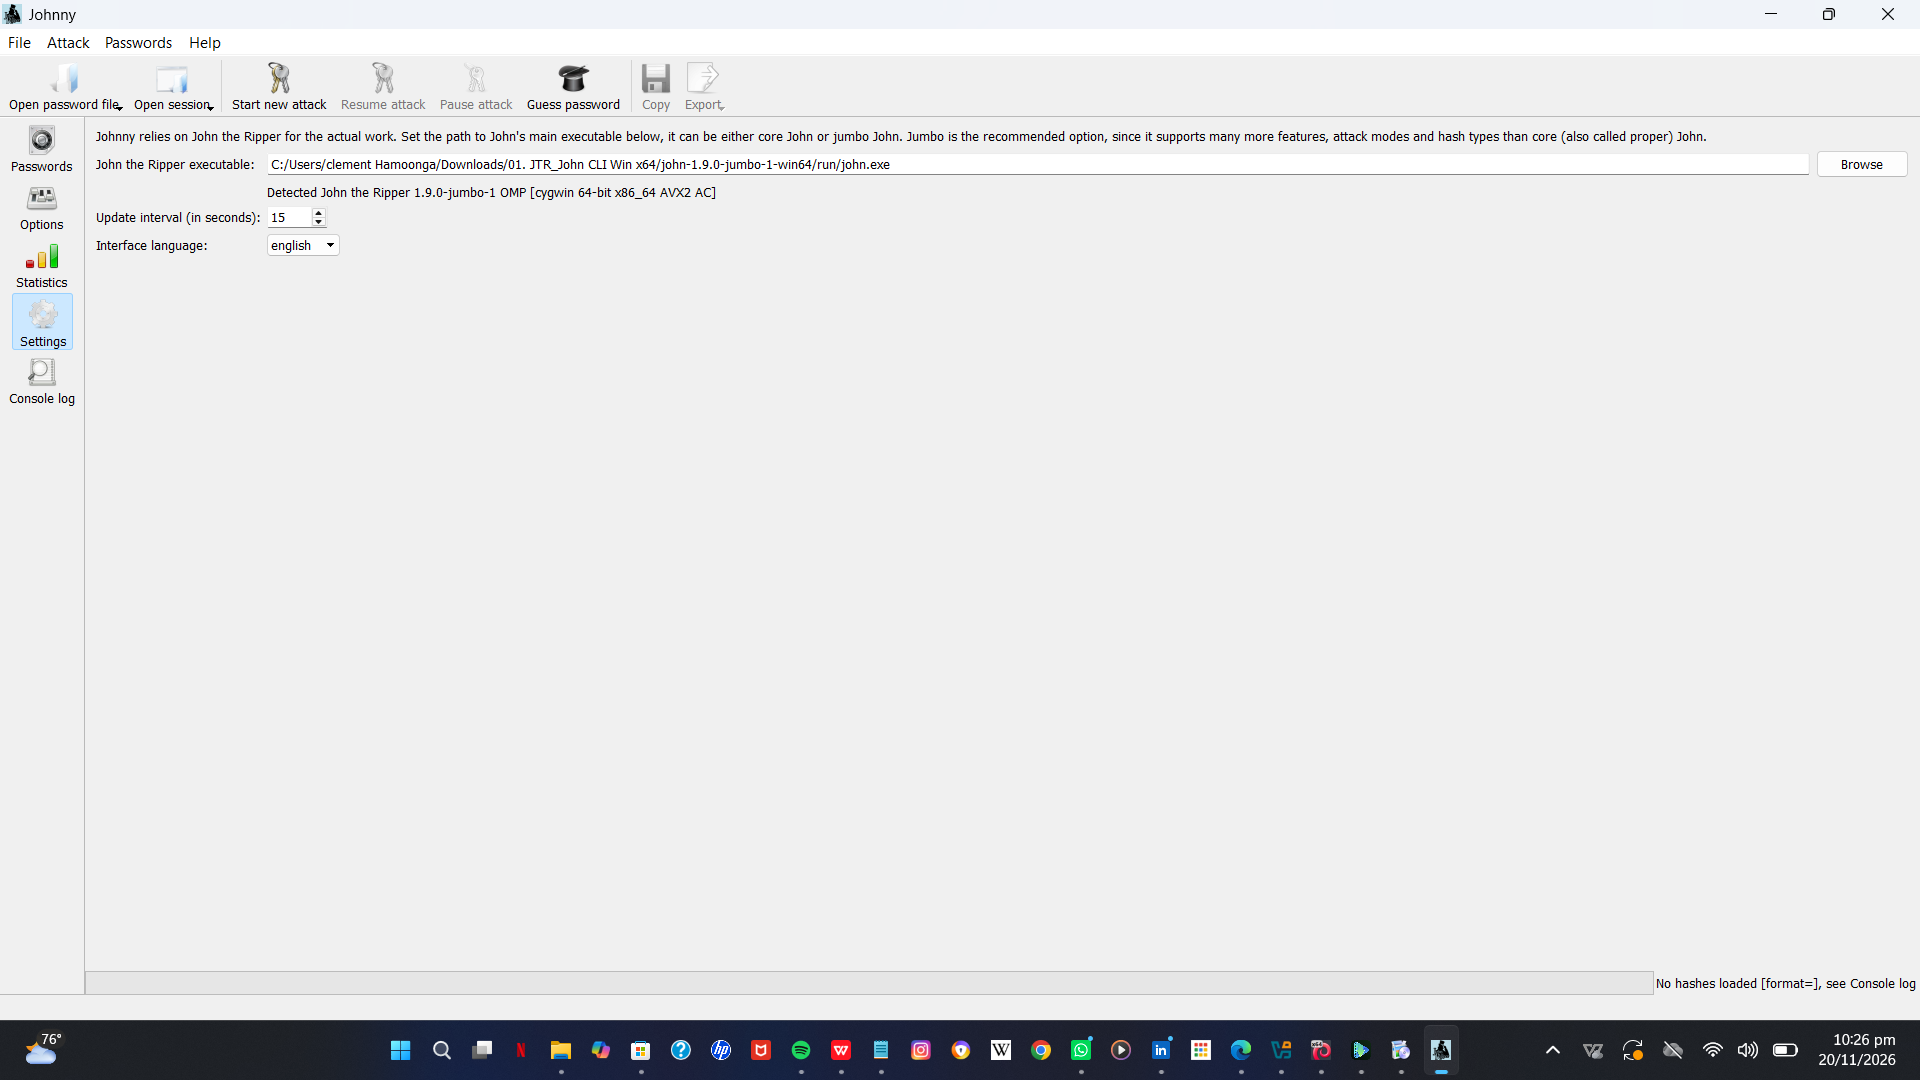 Johnny
File Attack Passwords Help
Open password file Open session Start new attack Resume attack Pause attack Guess password Copy Export
Passwords
Options
Statistics
Settings
Console log
Johnny relies on John the Ripper for the actual work. Set the path to John's main executable below, it can be either core John or jumbo John. Jumbo is the recommended option, since it supports many more features, attack modes and hash types than core (also called proper) John.
John the Ripper executable: C:/Users/clement Hamoonga/Downloads/01. JTR_John CLI Win x64/john-1.9.0-jumbo-1-win64/run/john.exe Browse
Detected John the Ripper 1.9.0-jumbo-1 OMP [cygwin 64-bit x86_64 AVX2 AC]
Update interval (in seconds): 15
Interface language: english
No hashes loaded [format=], see Console log
76°
10:26 pm
20/11/2026